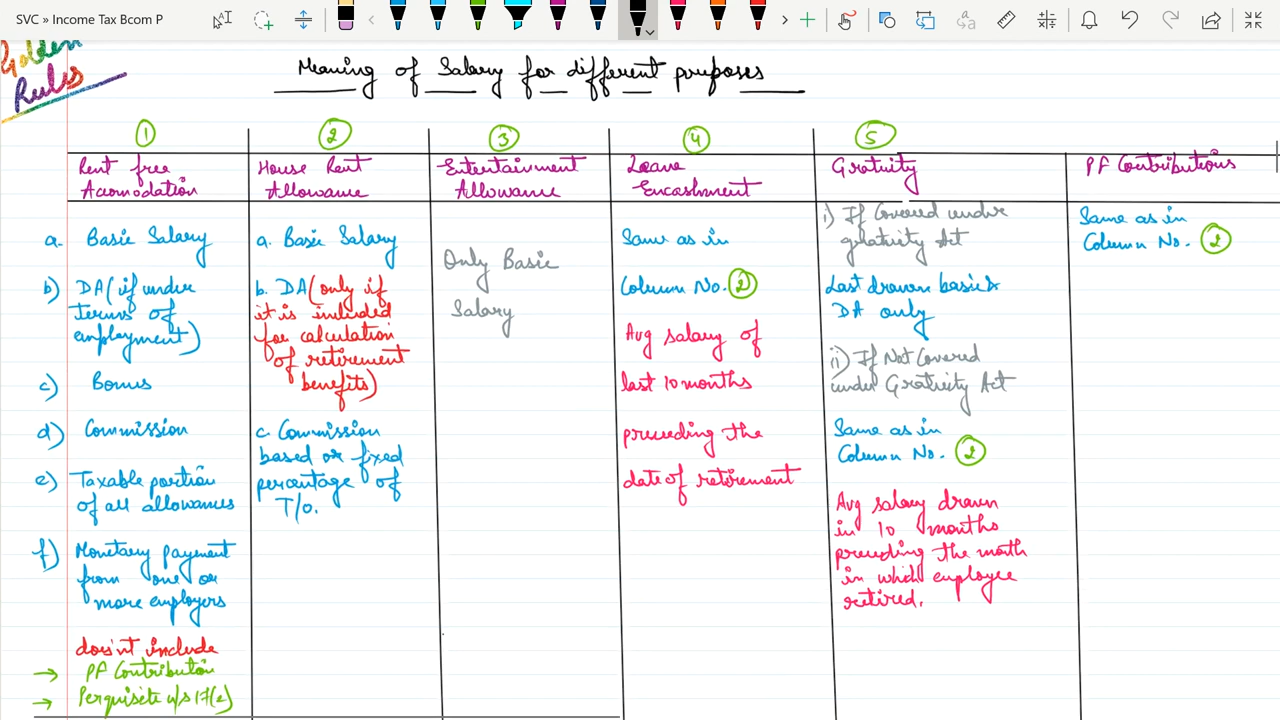 SVC » Income Tax Bcom P
Golden
Rules
Meaning of Salary for different purposes
1
2
3
4
5
Rent free
Acomodation
House Rent
Allowance
Entertainment
Allowance
Leave
Encashment
Gratuity
PF Contributions
a. Basic Salary
b) DA (if under
terms of
employment)
c) Bonus
d) Commission
e) Taxable portion
of all allowances
f) Monetary payment
from one or
more employers
doesn't include
→ PF Contribution
→ Perquisite u/s 17(2)
a. Basic Salary
b. DA (only if
it is included
for calculation
of retirement
benefits)
c. Commission
based on fixed
percentage of
T/O.
Only Basic
Salary
Same as in
Column No. 2
Avg salary of
last 10 months
preceding the
date of retirement
i) If Covered under
gratuity Act
Last drawn basic &
DA only
ii) If Not Covered
under Gratuity Act
Same as in
Column No. 2
Avg salary drawn
in 10 months
preceding the month
in which employee
retired.
Same as in
Column No. 2